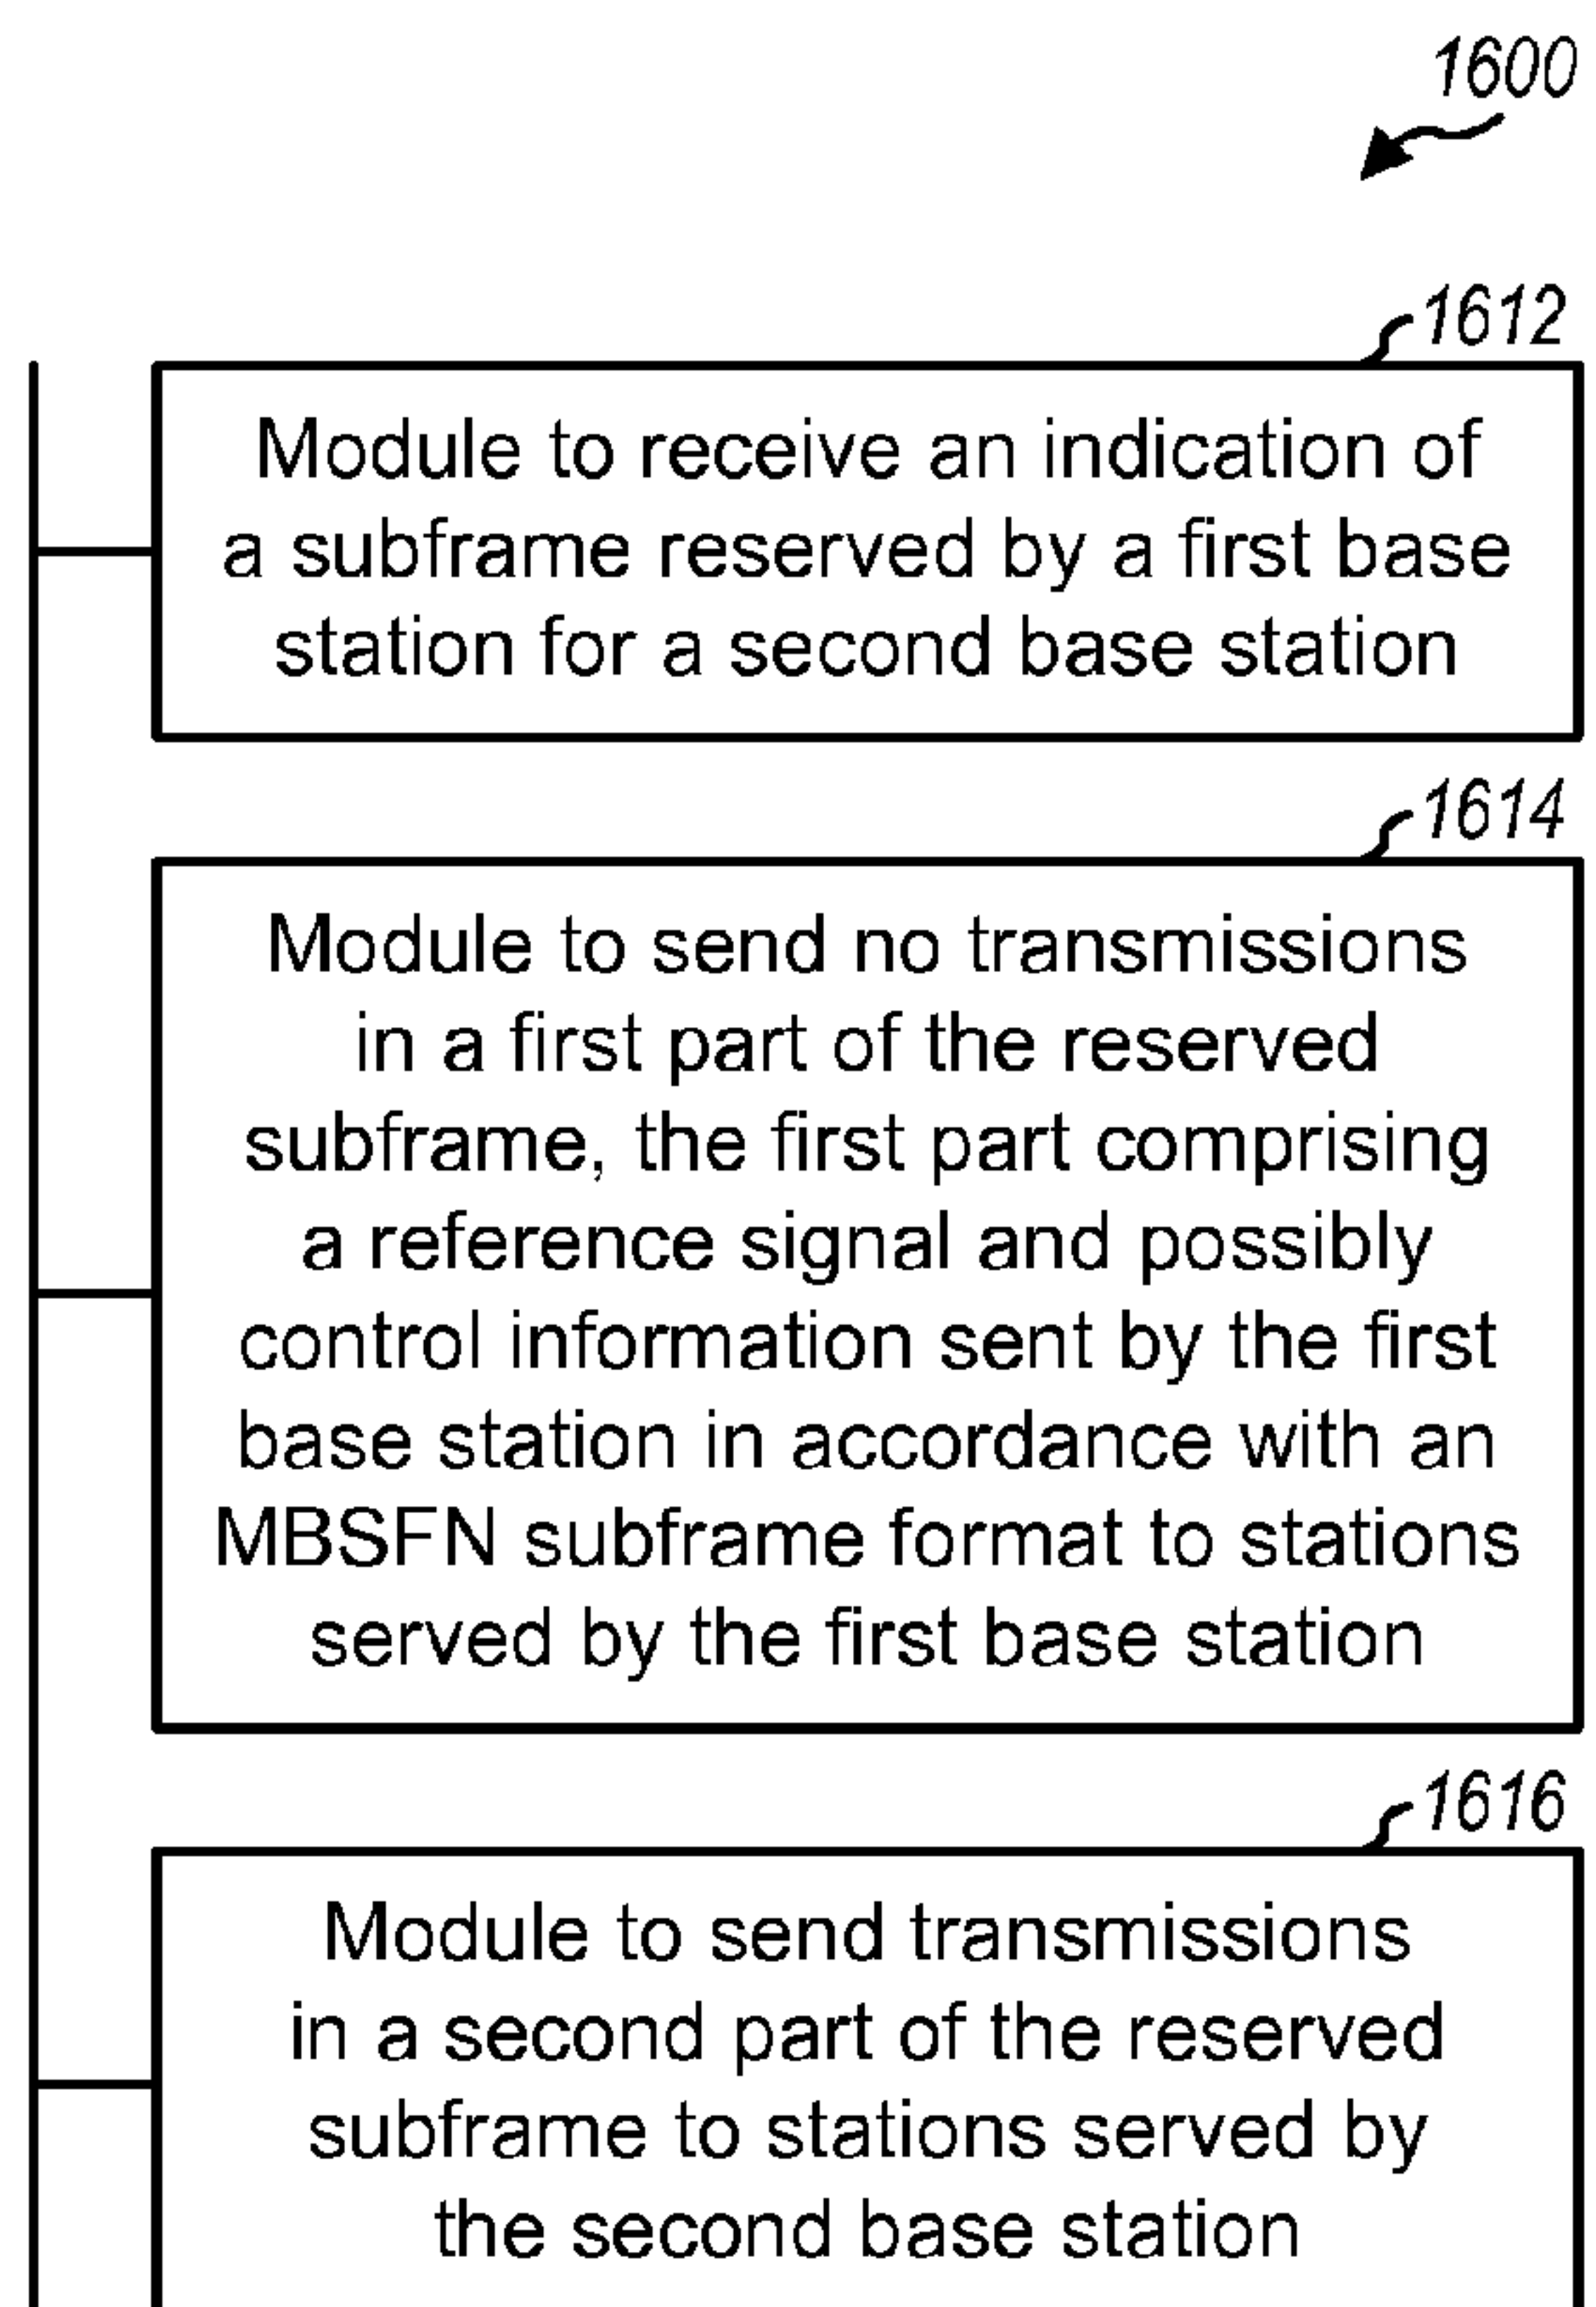 1600
1612
Module to receive an indication of
a subframe reserved by a first base
station for a second base station
1614
Module to send no transmissions
in a first part of the reserved
subframe, the first part comprising
a reference signal and possibly
control information sent by the first
base station in accordance with an
MBSFN subframe format to stations
served by the first base station
1616
Module to send transmissions
in a second part of the reserved
subframe to stations served by
the second base station